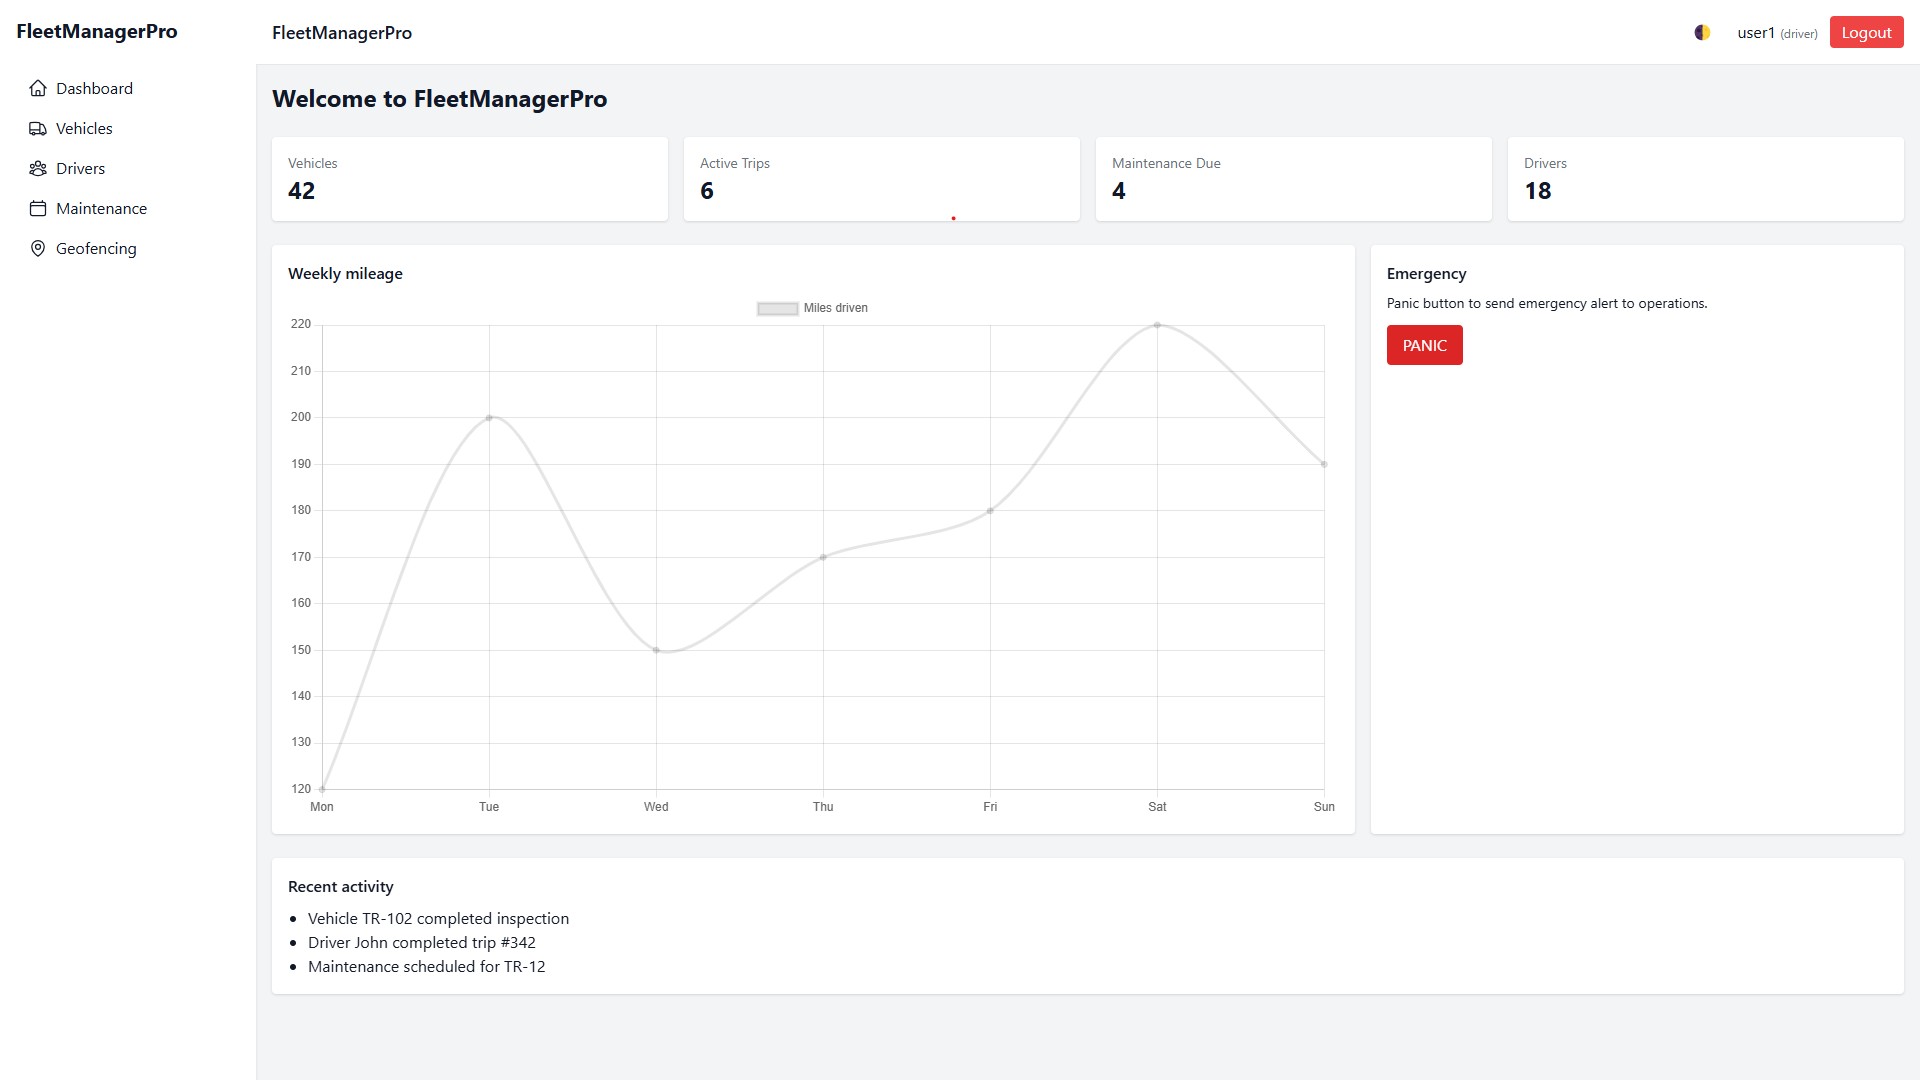 FleetManagerPro
Dashboard
Vehicles
Drivers
Maintenance
Geofencing
FleetManagerPro
user1 (driver)
Logout
Welcome to FleetManagerPro
Vehicles
42
Active Trips
6
Maintenance Due
4
Drivers
18
Weekly mileage
Miles driven
220
210
200
190
180
170
160
150
140
130
120
Mon Tue Wed Thu Fri Sat Sun
Emergency
Panic button to send emergency alert to operations.
PANIC
Recent activity
Vehicle TR-102 completed inspection
Driver John completed trip #342
Maintenance scheduled for TR-12